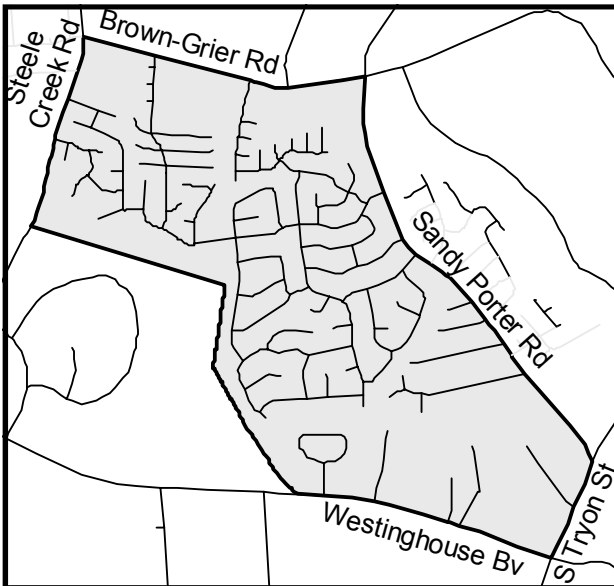 Brown-Grier Rd
Steele
Creek Rd
Sandy Porter Rd
Westinghouse Bv
S Tryon St